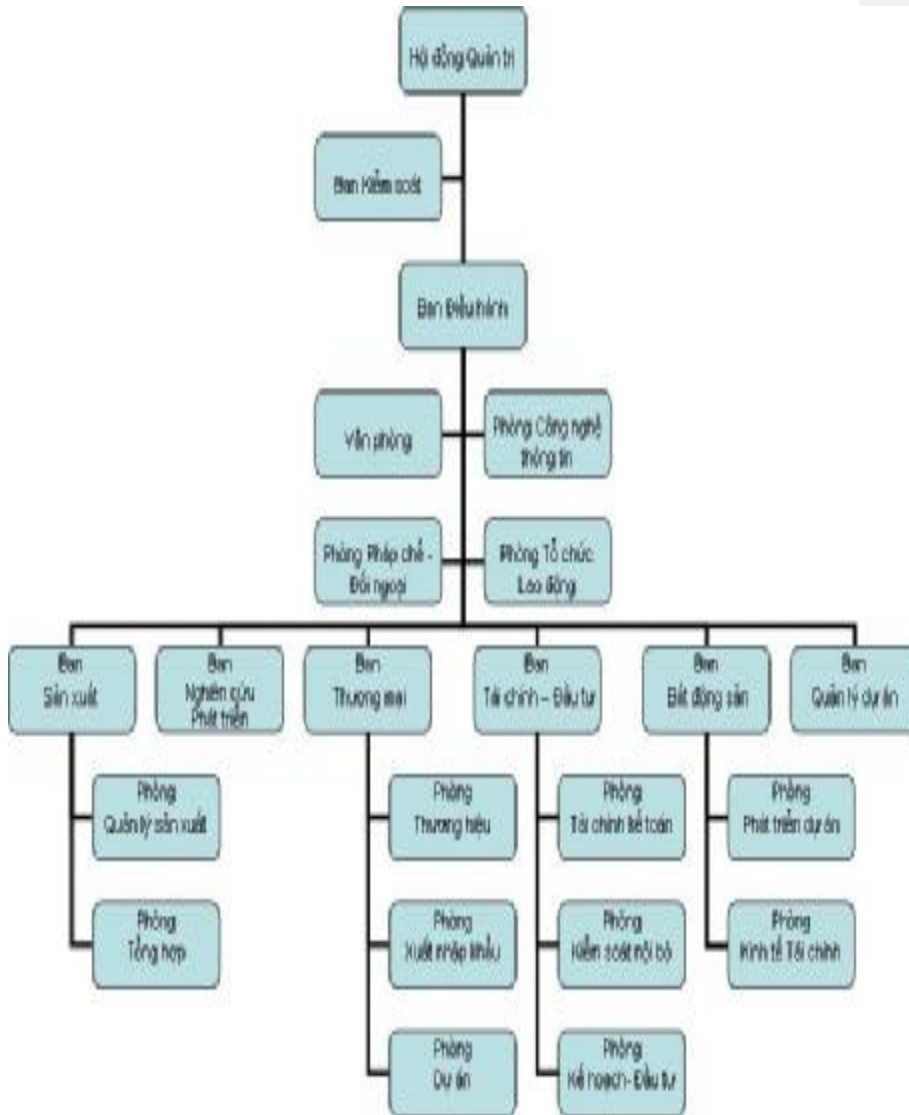 Hội đồng Quản trị
Ban Kiểm soát
Ban Điều hành
Văn phòng
Phòng Công nghệ
thông tin
Phòng Pháp chế -
Đối ngoại
Phòng Tổ chức
Lao động
Ban
Sản xuất
Ban
Nghiên cứu
Phát triển
Ban
Thương mại
Ban
Tài chính – Đầu tư
Ban
Bất động sản
Ban
Quản lý dự án
Phòng
Quản lý sản xuất
Phòng
Thương hiệu
Phòng
Tài chính kế toán
Phòng
Phát triển dự án
Phòng
Tổng hợp
Phòng
Xuất nhập khẩu
Phòng
Kiểm soát nội bộ
Phòng
Kinh tế Tài chính
Phòng
Dự án
Phòng
Kế hoạch- Đầu tư